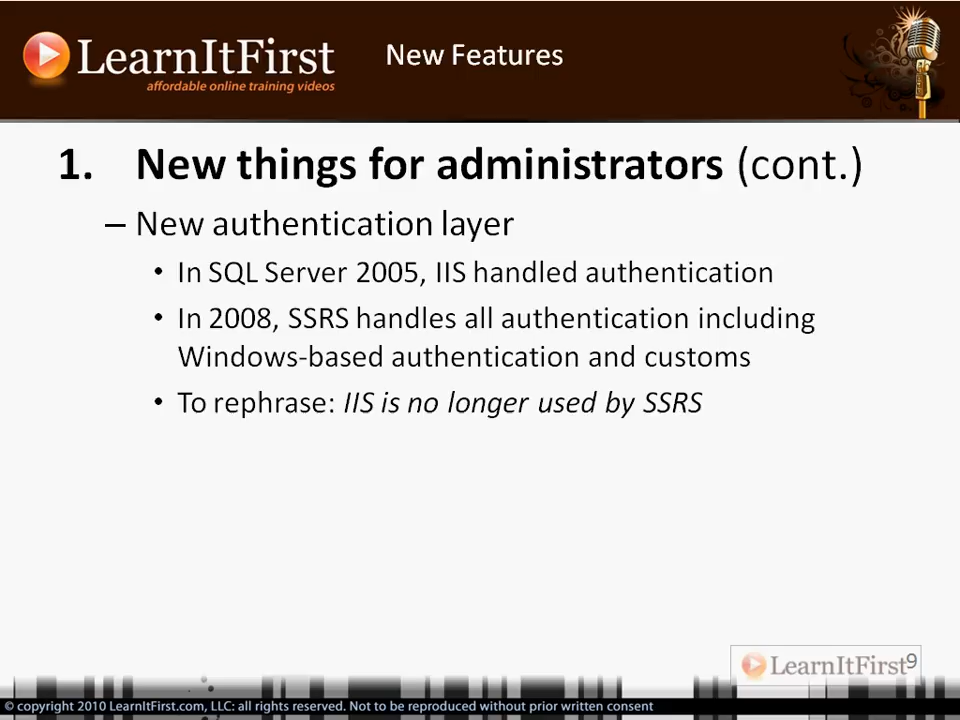 LearnItFirst
affordable online training videos
New Features
1. New things for administrators (cont.)
– New authentication layer
• In SQL Server 2005, IIS handled authentication
• In 2008, SSRS handles all authentication including
Windows-based authentication and customs
• To rephrase: IIS is no longer used by SSRS
LearnItFirst
9
© copyright 2010 LearnItFirst.com, LLC: all rights reserved. Not to be reproduced without prior written consent